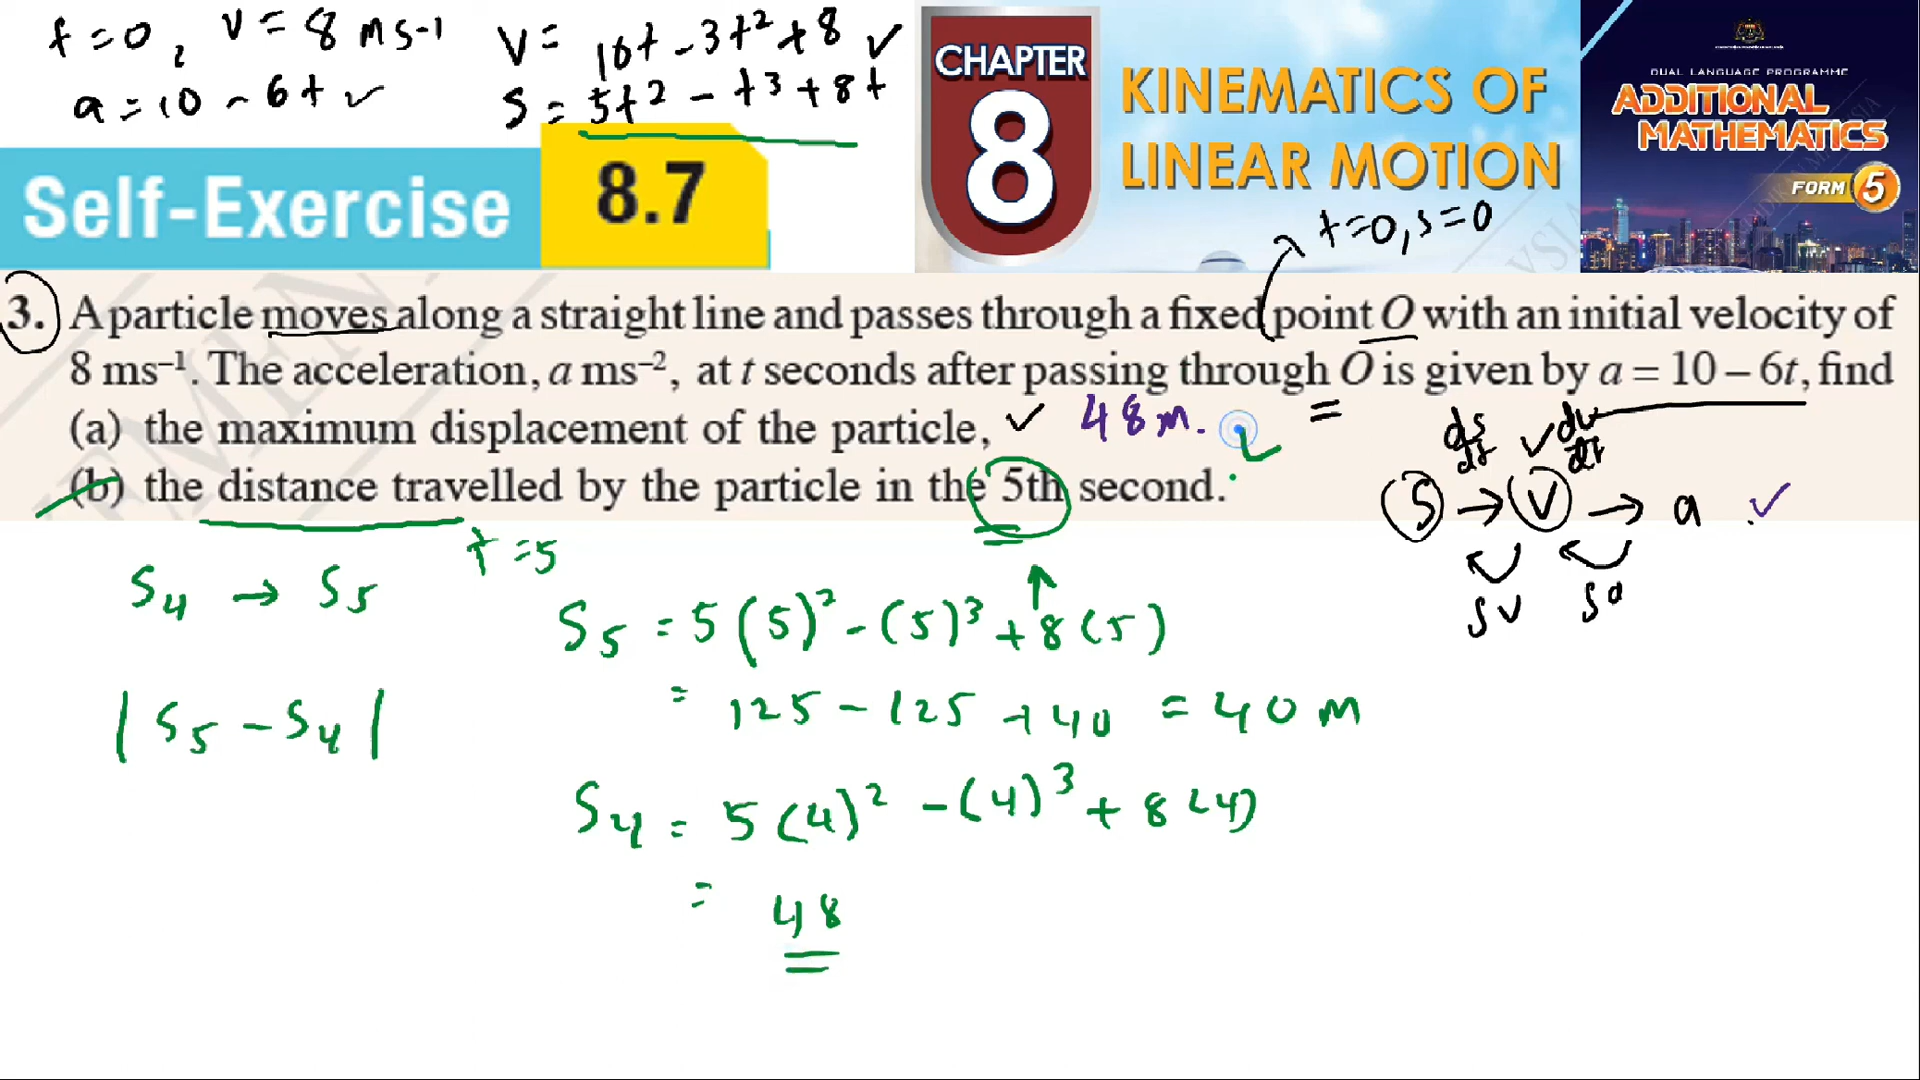 t = 0, v = 8 ms-1
v = 10t - 3t² + 8 ✓
a = 10 - 6t ✓
s = 5t² - t³ + 8t
Self-Exercise 8.7
CHAPTER 8
KINEMATICS OF
LINEAR MOTION
DUAL LANGUAGE PROGRAMME
ADDITIONAL
MATHEMATICS
FORM 5
t=0, s=0
3. A particle moves along a straight line and passes through a fixed point O with an initial velocity of
8 ms⁻¹. The acceleration, a ms⁻², at t seconds after passing through O is given by a = 10 – 6t, find
(a) the maximum displacement of the particle, ✓ 48 m. =
(b) the distance travelled by the particle in the 5th second.
ds/dt ✓ dv/dt
S → V → a ✓
∫v ∫a
t = 5
S₄ → S₅
S₅ = 5(5)² - (5)³ + 8(5)
= 125 - 125 + 40 = 40 m
|S₅ - S₄|
S₄ = 5(4)² - (4)³ + 8(4)
= 48